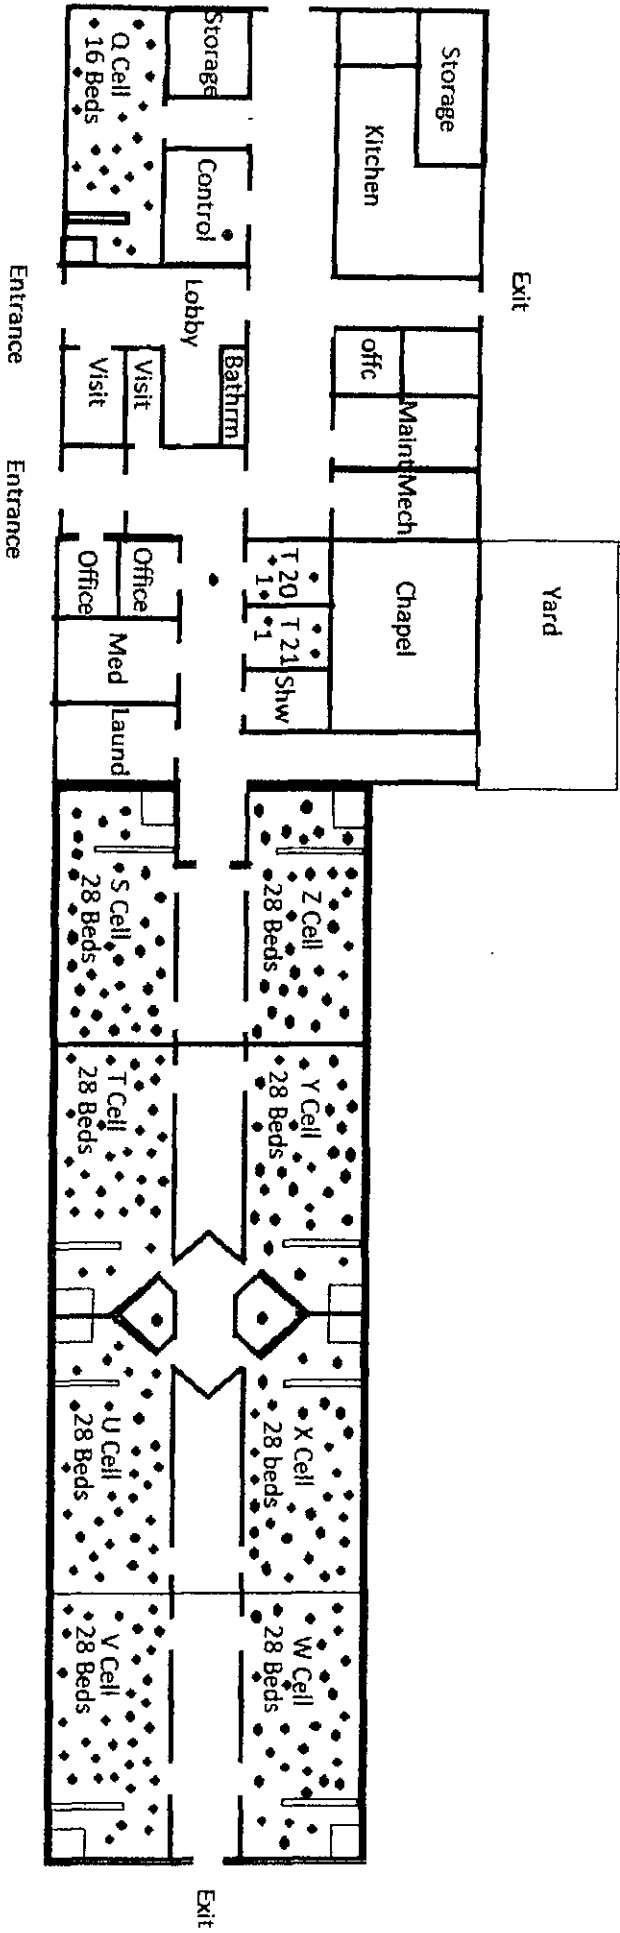 Yard
Exit
Storage
Kitchen
offc
Maint
Mech
Chapel
T 20
1
T 21
1
Shw
Z Cell
28 Beds
Y Cell
28 Beds
X Cell
28 beds
W Cell
28 Beds
Exit
Storage
Control
Lobby
Bathrm
Q Cell
16 Beds
Visit
Visit
Office
Office
Med
Laund
S Cell
28 Beds
T Cell
28 Beds
U Cell
28 Beds
V Cell
28 Beds
Entrance
Entrance